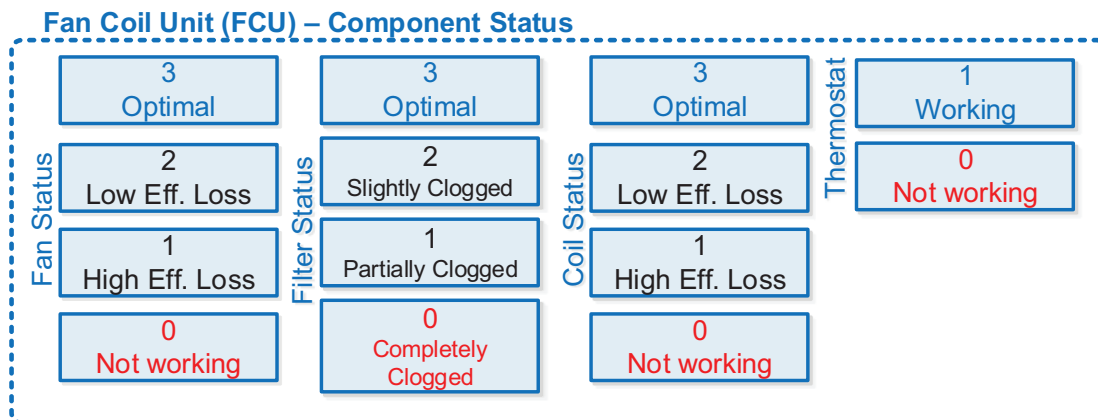 Fan Coil Unit (FCU) – Component Status
Fan Status
3
Optimal
2
Low Eff. Loss
1
High Eff. Loss
0
Not working
Filter Status
3
Optimal
2
Slightly Clogged
1
Partially Clogged
0
Completely
Clogged
Coil Status
3
Optimal
2
Low Eff. Loss
1
High Eff. Loss
0
Not working
Thermostat
1
Working
0
Not working